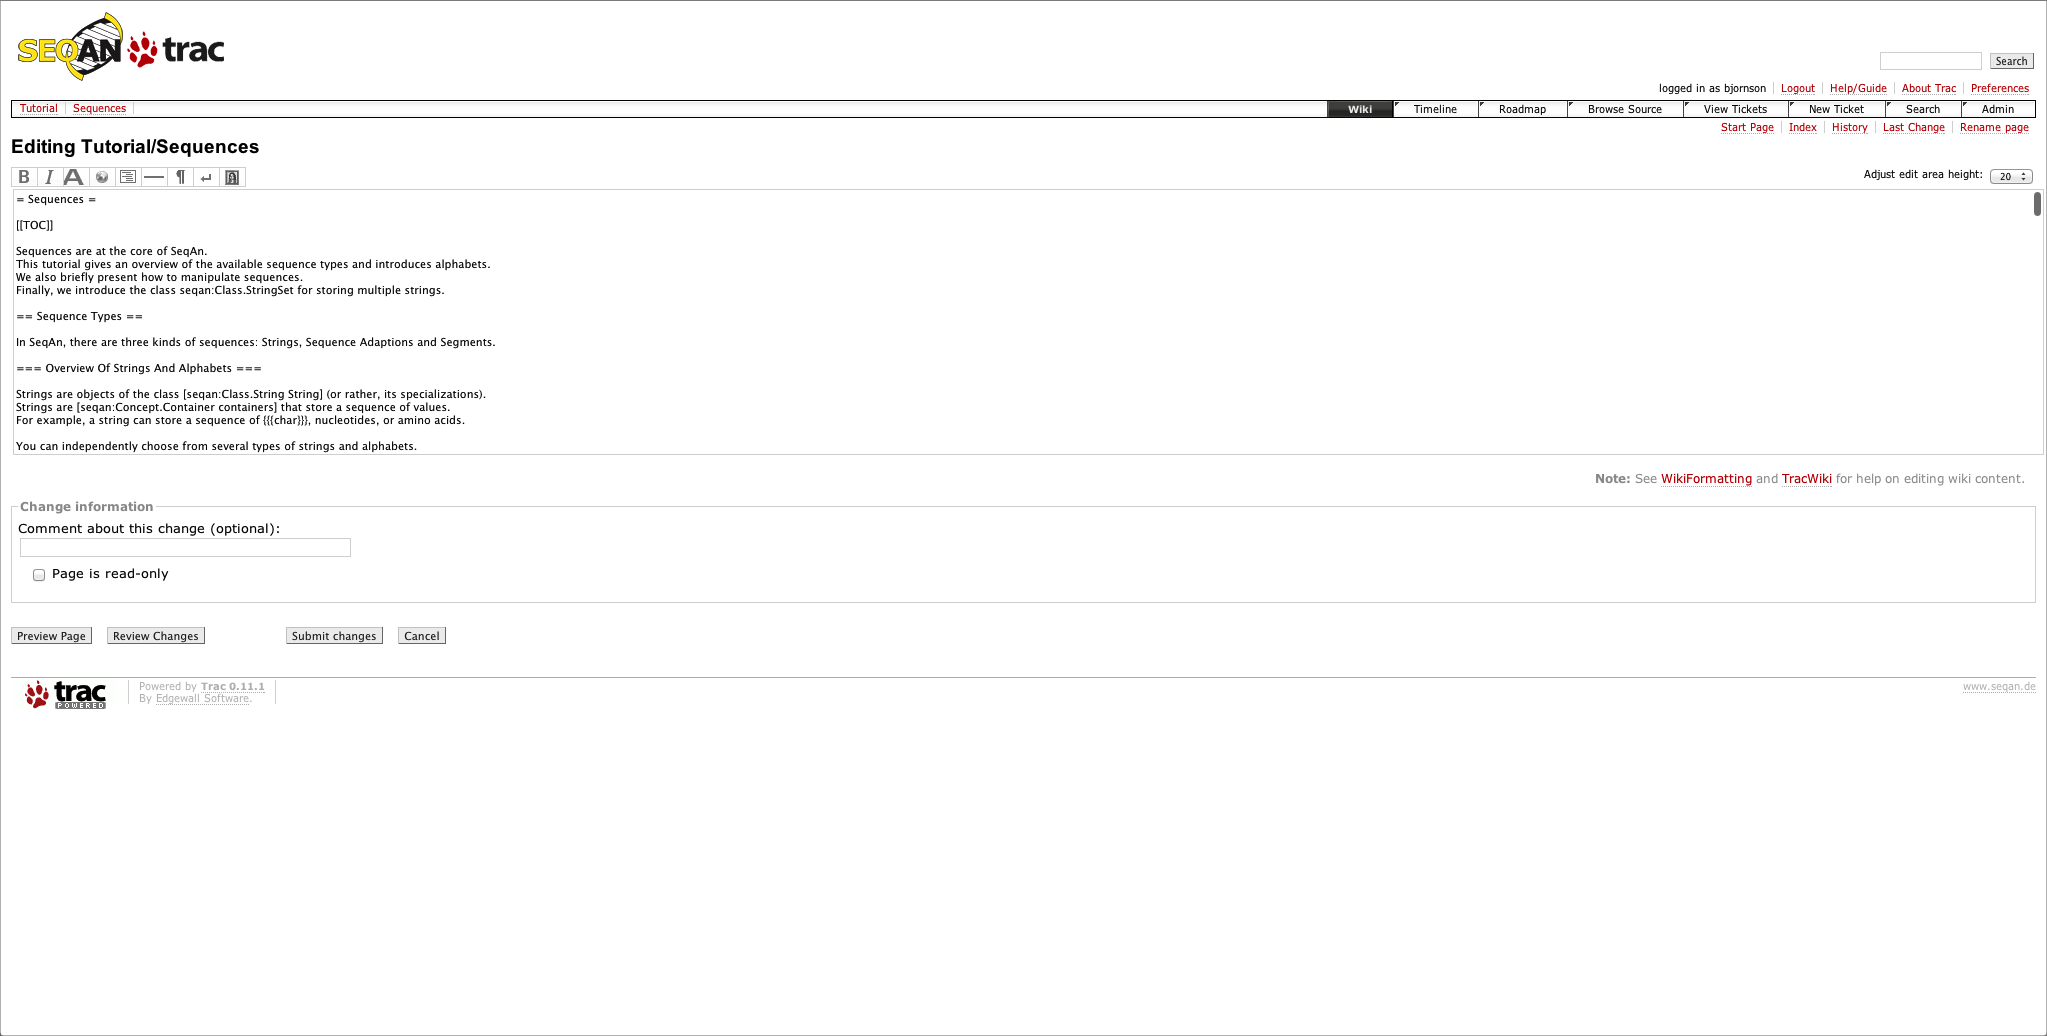 SEQAN trac
Search
logged in as bjornson Logout Help/Guide About Trac Preferences
Tutorial Sequences Wiki Timeline Roadmap Browse Source View Tickets New Ticket Search Admin
Start Page Index History Last Change Rename page
Editing Tutorial/Sequences
B I A ¶ Adjust edit area height: 20
= Sequences =
[[TOC]]
Sequences are at the core of SeqAn.
This tutorial gives an overview of the available sequence types and introduces alphabets.
We also briefly present how to manipulate sequences.
Finally, we introduce the class seqan:Class.StringSet for storing multiple strings.
== Sequence Types ==
In SeqAn, there are three kinds of sequences: Strings, Sequence Adaptions and Segments.
=== Overview Of Strings And Alphabets ===
Strings are objects of the class [seqan:Class.String String] (or rather, its specializations).
Strings are [seqan:Concept.Container containers] that store a sequence of values.
For example, a string can store a sequence of {{{char}}}, nucleotides, or amino acids.
You can independently choose from several types of strings and alphabets.
Note: See WikiFormatting and TracWiki for help on editing wiki content.
Change information
Comment about this change (optional):
Page is read-only
Preview Page Review Changes Submit changes Cancel
trac POWERED
Powered by Trac 0.11.1
By Edgewall Software.
www.seqan.de